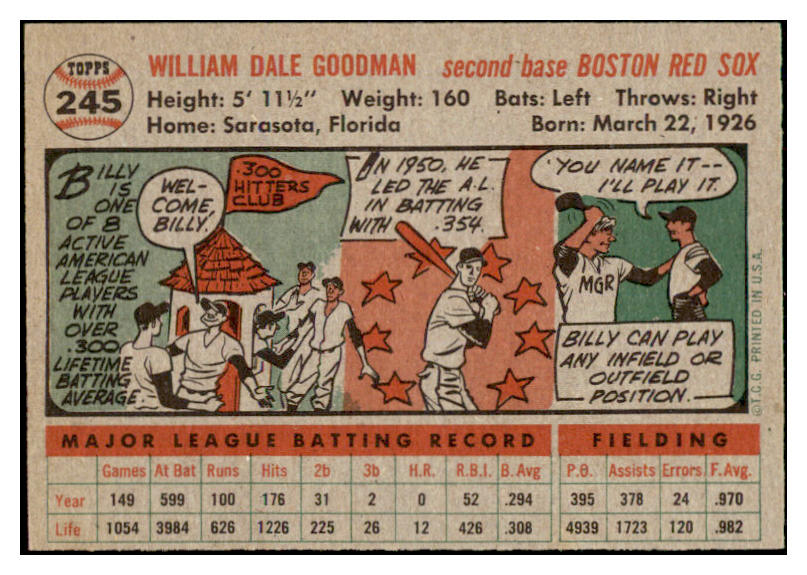 TOPPS
245
WILLIAM DALE GOODMAN second-base BOSTON RED SOX
Height: 5' 11½" Weight: 160 Bats: Left Throws: Right
Home: Sarasota, Florida Born: March 22, 1926
BILLY
IS
ONE
OF 8
ACTIVE
AMERICAN
LEAGUE
PLAYERS
WITH
OVER
.300
LIFETIME
BATTING
AVERAGE.
WEL-
COME,
BILLY.
.300
HITTERS
CLUB
IN 1950, HE
LED THE A.L.
IN BATTING
WITH .354.
YOU NAME IT--
I'LL PLAY IT.
MGR
BILLY CAN PLAY
ANY INFIELD OR
OUTFIELD
POSITION.
©T.C.G. PRINTED IN U.S.A.
MAJOR LEAGUE BATTING RECORD FIELDING
Games At Bat Runs Hits 2b 3b H.R. R.B.I. B. Avg P.O. Assists Errors F. Avg.
Year 149 599 100 176 31 2 0 52 .294 395 378 24 .970
Life 1054 3984 626 1226 225 26 12 426 .308 4939 1723 120 .982